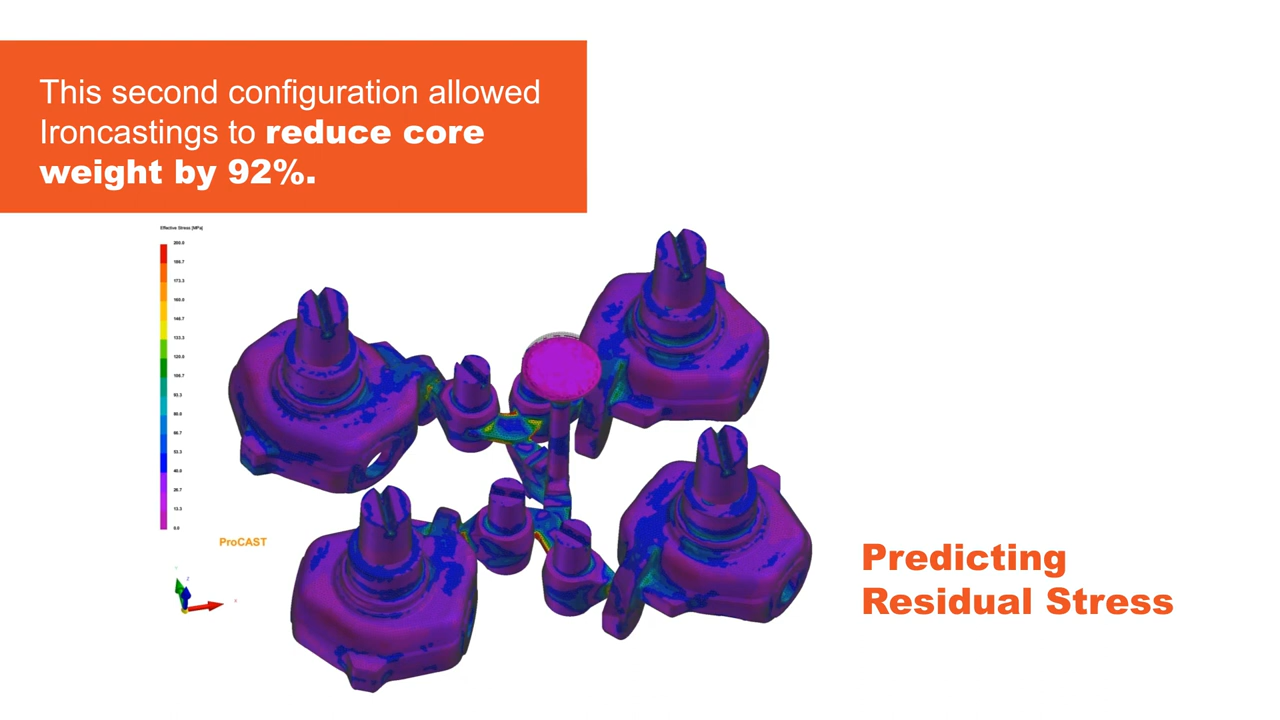 This second configuration allowed
Ironcastings to reduce core
weight by 92%.
Effective Stress [MPa]
200.0
186.7
173.3
160.0
146.7
133.3
120.0
106.7
93.3
80.0
66.7
53.3
40.0
26.7
13.3
0.0
ProCAST
Y
Z
X
Predicting
Residual Stress